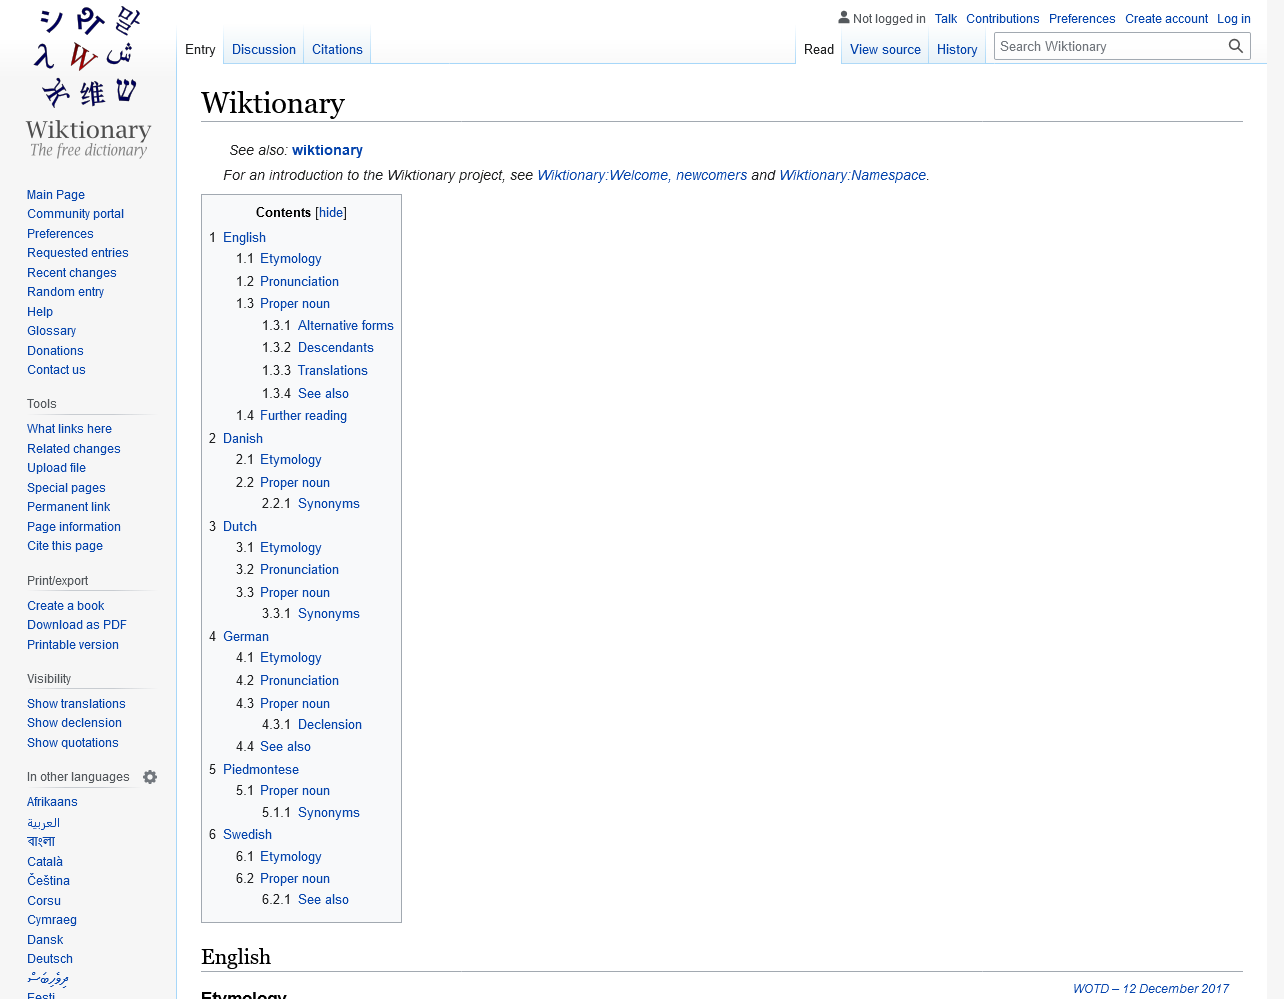 Not logged in Talk Contributions Preferences Create account Log in
Entry Discussion Citations Read View source History Search Wiktionary
Wiktionary
The free dictionary
Main Page
Community portal
Preferences
Requested entries
Recent changes
Random entry
Help
Glossary
Donations
Contact us
Tools
What links here
Related changes
Upload file
Special pages
Permanent link
Page information
Cite this page
Print/export
Create a book
Download as PDF
Printable version
Visibility
Show translations
Show declension
Show quotations
In other languages
Afrikaans
العربية
বাংলা
Català
Čeština
Corsu
Cymraeg
Dansk
Deutsch
ދިވެހިބަސް
Eesti
Wiktionary
See also: wiktionary
For an introduction to the Wiktionary project, see Wiktionary:Welcome, newcomers and Wiktionary:Namespace.
Contents [hide]
1 English
1.1 Etymology
1.2 Pronunciation
1.3 Proper noun
1.3.1 Alternative forms
1.3.2 Descendants
1.3.3 Translations
1.3.4 See also
1.4 Further reading
2 Danish
2.1 Etymology
2.2 Proper noun
2.2.1 Synonyms
3 Dutch
3.1 Etymology
3.2 Pronunciation
3.3 Proper noun
3.3.1 Synonyms
4 German
4.1 Etymology
4.2 Pronunciation
4.3 Proper noun
4.3.1 Declension
4.4 See also
5 Piedmontese
5.1 Proper noun
5.1.1 Synonyms
6 Swedish
6.1 Etymology
6.2 Proper noun
6.2.1 See also
English
WOTD – 12 December 2017
Etymology